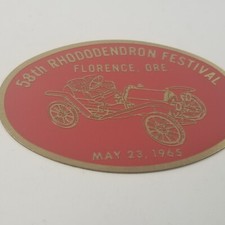 58th RHODODENDRON FESTIVAL
FLORENCE, ORE.
MAY 23, 1965